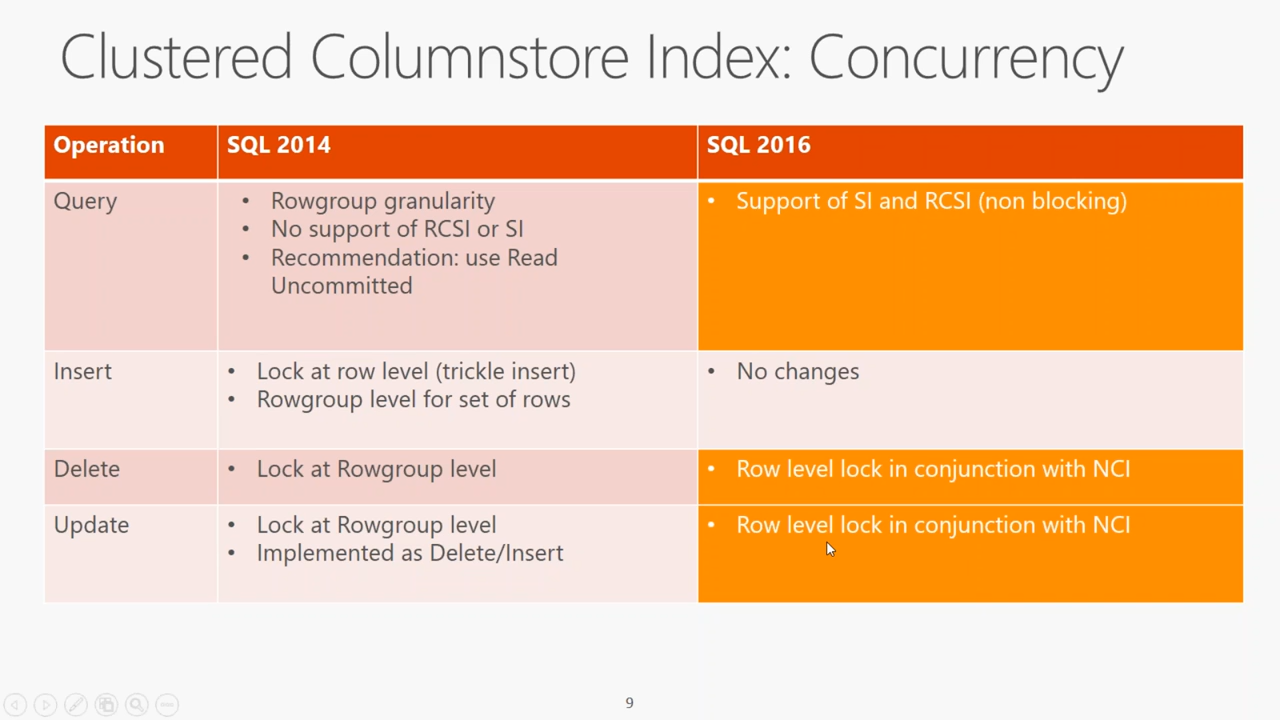 Clustered Columnstore Index: Concurrency
Operation
SQL 2014
SQL 2016
Query
• Rowgroup granularity
• No support of RCSI or SI
• Recommendation: use Read
Uncommitted
• Support of SI and RCSI (non blocking)
Insert
• Lock at row level (trickle insert)
• Rowgroup level for set of rows
• No changes
Delete
• Lock at Rowgroup level
• Row level lock in conjunction with NCI
Update
• Lock at Rowgroup level
• Implemented as Delete/Insert
• Row level lock in conjunction with NCI
9